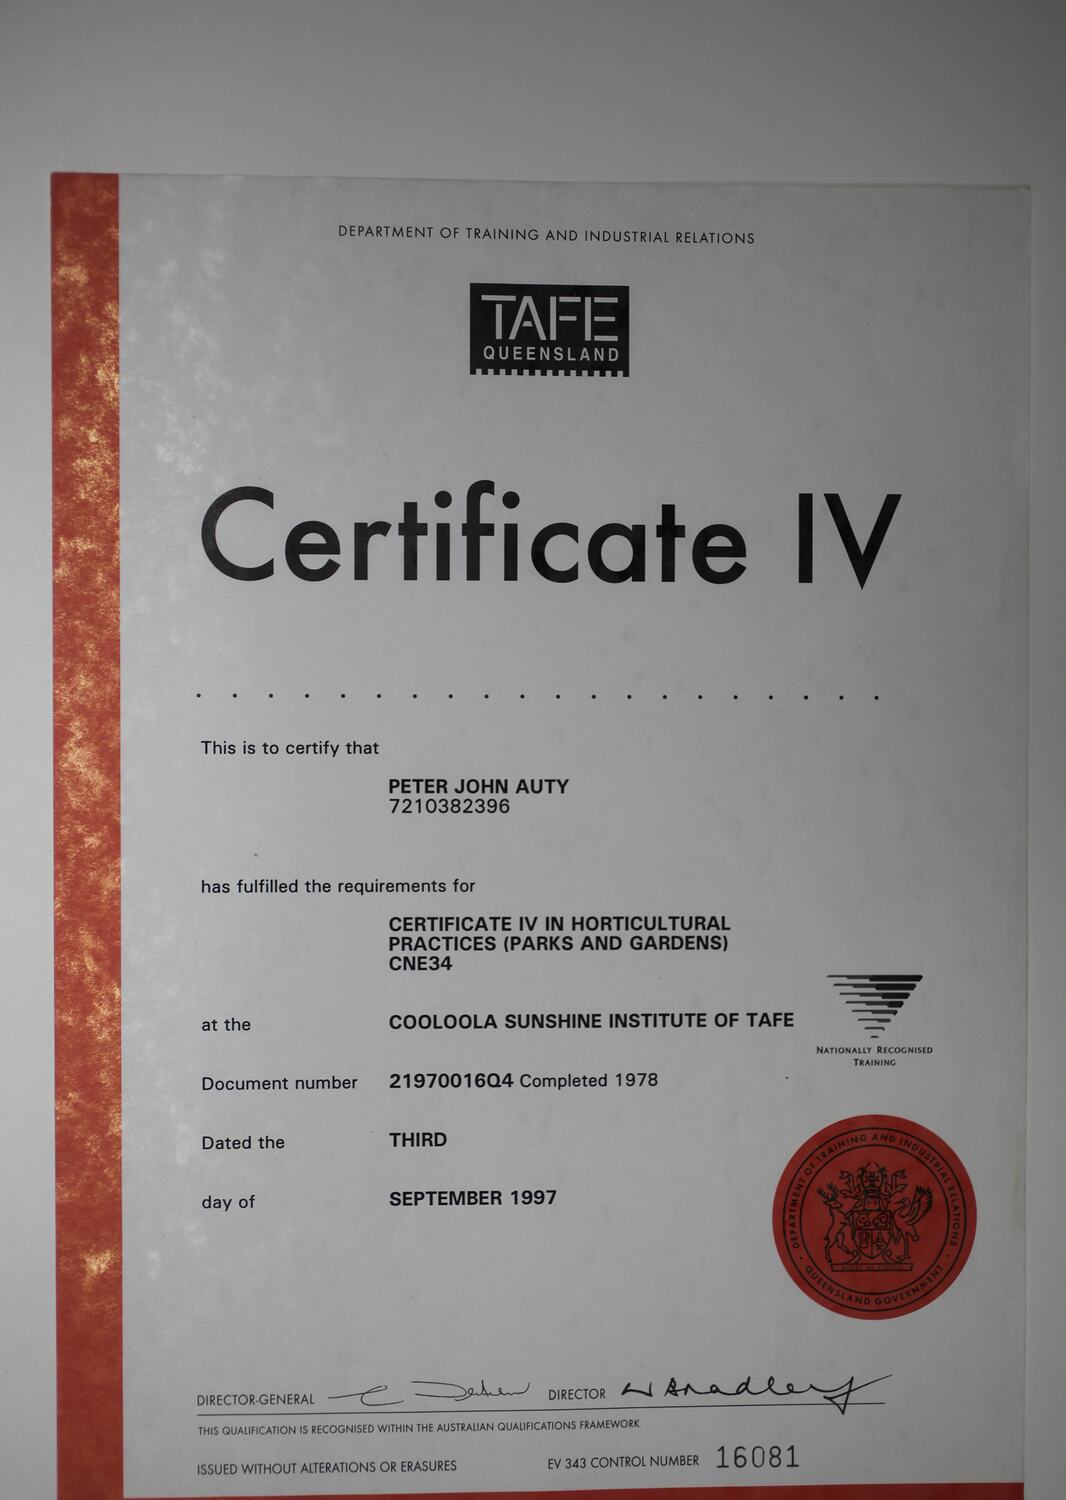 DEPARTMENT OF TRAINING AND INDUSTRIAL RELATIONS
TAFE
QUEENSLAND
Certificate IV
This is to certify that
PETER JOHN AUTY
7210382396
has fulfilled the requirements for
CERTIFICATE IV IN HORTICULTURAL
PRACTICES (PARKS AND GARDENS)
CNE34
at the COOLOOLA SUNSHINE INSTITUTE OF TAFE
NATIONALLY RECOGNISED
TRAINING
Document number 21970016Q4 Completed 1978
Dated the THIRD
day of SEPTEMBER 1997
DEPARTMENT OF TRAINING AND INDUSTRIAL RELATIONS
QUEENSLAND GOVERNMENT
DIRECTOR-GENERAL DIRECTOR W Bradley
THIS QUALIFICATION IS RECOGNISED WITHIN THE AUSTRALIAN QUALIFICATIONS FRAMEWORK
ISSUED WITHOUT ALTERATIONS OR ERASURES EV 343 CONTROL NUMBER 16081